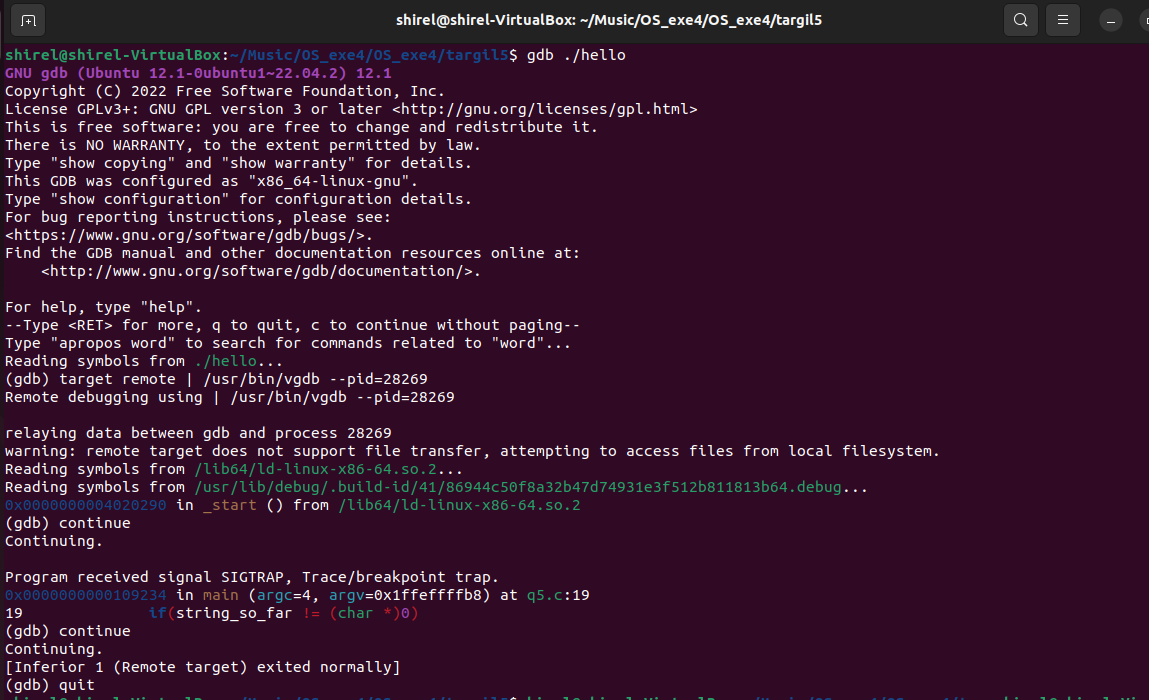 shirel@shirel-VirtualBox: ~/Music/OS_exe4/OS_exe4/targil5
shirel@shirel-VirtualBox:~/Music/OS_exe4/OS_exe4/targil5$ gdb ./hello
GNU gdb (Ubuntu 12.1-0ubuntu1~22.04.2) 12.1
Copyright (C) 2022 Free Software Foundation, Inc.
License GPLv3+: GNU GPL version 3 or later <http://gnu.org/licenses/gpl.html>
This is free software: you are free to change and redistribute it.
There is NO WARRANTY, to the extent permitted by law.
Type "show copying" and "show warranty" for details.
This GDB was configured as "x86_64-linux-gnu".
Type "show configuration" for configuration details.
For bug reporting instructions, please see:
<https://www.gnu.org/software/gdb/bugs/>.
Find the GDB manual and other documentation resources online at:
    <http://www.gnu.org/software/gdb/documentation/>.

For help, type "help".
--Type <RET> for more, q to quit, c to continue without paging--
Type "apropos word" to search for commands related to "word"...
Reading symbols from ./hello...
(gdb) target remote | /usr/bin/vgdb --pid=28269
Remote debugging using | /usr/bin/vgdb --pid=28269

relaying data between gdb and process 28269
warning: remote target does not support file transfer, attempting to access files from local filesystem.
Reading symbols from /lib64/ld-linux-x86-64.so.2...
Reading symbols from /usr/lib/debug/.build-id/41/86944c50f8a32b47d74931e3f512b811813b64.debug...
0x0000000004020290 in _start () from /lib64/ld-linux-x86-64.so.2
(gdb) continue
Continuing.

Program received signal SIGTRAP, Trace/breakpoint trap.
0x0000000000109234 in main (argc=4, argv=0x1ffeffffb8) at q5.c:19
19              if(string_so_far != (char *)0)
(gdb) continue
Continuing.
[Inferior 1 (Remote target) exited normally]
(gdb) quit